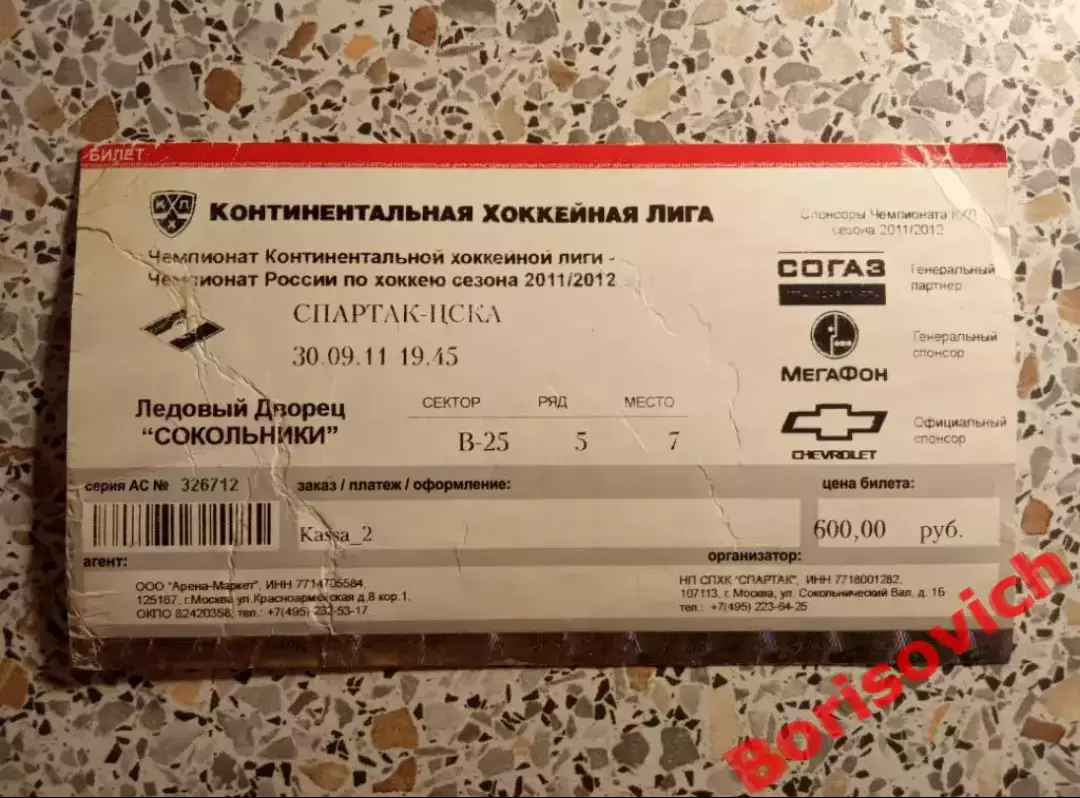 БИЛЕТ
КХЛ
Континентальная Хоккейная Лига
Чемпионат Континентальной хоккейной лиги -
Чемпионат России по хоккею сезона 2011/2012
СПАРТАК-ЦСКА
30.09.11 19.45
Ледовый Дворец
“СОКОЛЬНИКИ”
СЕКТОР РЯД МЕСТО
В-25 5 7
Спонсоры Чемпионата КХЛ
сезона 2011/2012
СОГАЗ
Генеральный
партнер
МЕГАФОН
Генеральный
спонсор
CHEVROLET
Официальный
спонсор
серия АС № 326712
заказ / платеж / оформление:
цена билета:
Kassa_2
600,00 руб.
агент:
ООО "Арена-Маркет", ИНН 7714705584,
125167, г.Москва ул.Красноармейская д.8 кор.1,
ОКПО 82420358, тел.: +7(495) 232-53-17
организатор:
НП СПХК "СПАРТАК", ИНН 7718001282,
107113, г. Москва, ул. Сокольнический Вал, д. 1Б
тел.: +7(495) 223-64-25
Borisovich